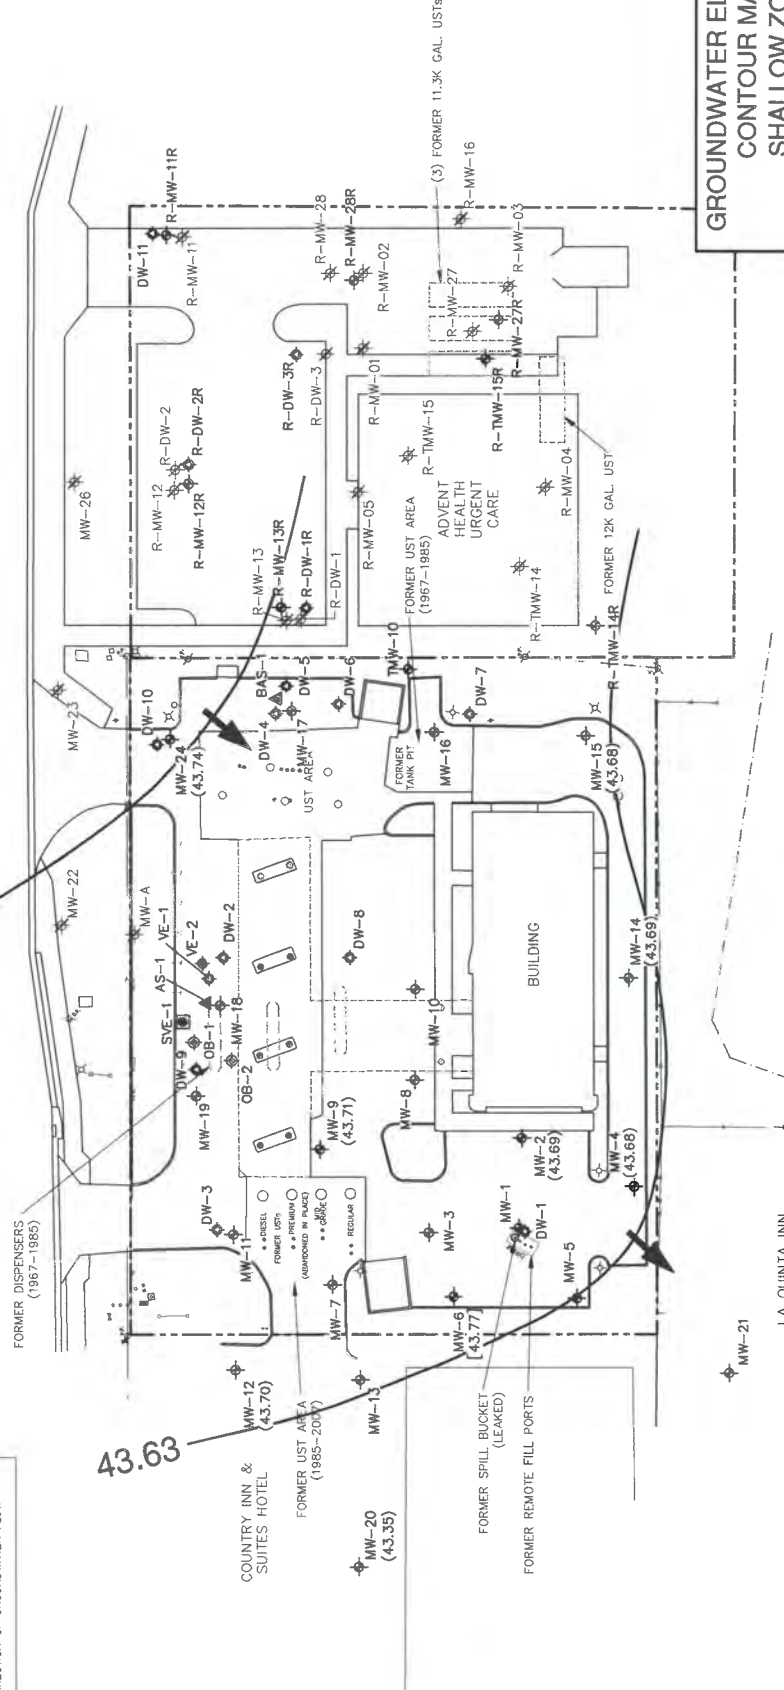 GROUNDWATER EL
CONTOUR MA
SHALLOW ZO
(3) FORMER 11.3K GAL. USTs
DW-11
R-MW-11R
R-MW-11
R-MW-28
R-MW-28R
R-MW-02
R-MW-16
R-MW-03
R-MW-27
R-MW-27R
R-DW-3R
R-DW-3
R-MW-01
R-TMW-15R
R-TMW-15
R-MW-04
MW-26
R-MW-12
R-DW-2
R-DW-2R
R-MW-12R
R-MW-05
ADVENT
HEALTH
URGENT
CARE
FORMER 12K GAL. UST
R-MW-13
R-MW-13R
R-DW-1R
R-DW-1
FORMER UST AREA
(1967-1985)
R-TMW-14
R-TMW-14R
MW-23
DW-10
MW-24
(43.74)
BAS-1
DW-5
DW-6
DW-4
MW-17
UST AREA
TMW-10
DW-7
FORMER
TANK PIT
MW-16
MW-15
(43.68)
MW-22
MW-A
VE-1
VE-2
AS-1
DW-2
SVE-1
OB-1
MW-18
DW-9
OB-2
MW-19
DW-8
MW-10
BUILDING
MW-14
(43.69)
MW-8
MW-9
(43.71)
MW-2
(43.69)
MW-4
(43.68)
FORMER DISPENSERS
(1967-1985)
DW-3
MW-11
DIESEL
FORMER USTs
PREMIUM
(ABANDONED IN PLACE)
MID
GRADE
REGULAR
MW-3
MW-1
DW-1
MW-7
MW-6
[43.77]
MW-5
MW-12
(43.70)
MW-13
MW-21
43.63
FORMER UST AREA
(1985-2007)
FORMER SPILL BUCKET
(LEAKED)
FORMER REMOTE FILL PORTS
COUNTRY INN &
SUITES HOTEL
MW-20
(43.35)
LA QUINTA INN